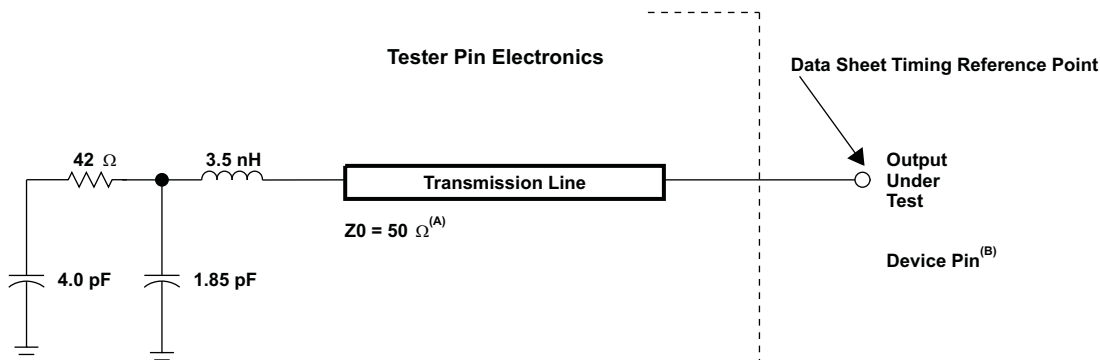 Tester Pin Electronics
Data Sheet Timing Reference Point
42 Ω
3.5 nH
Transmission Line
Output
Under
Test
Z0 = 50 Ω(A)
Device Pin(B)
4.0 pF
1.85 pF